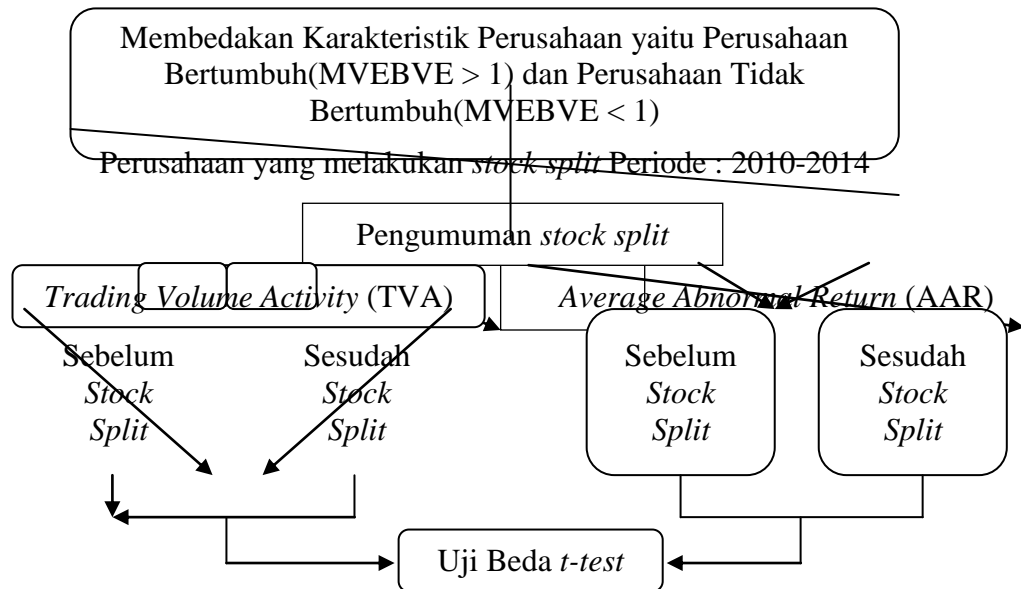 Membedakan Karakteristik Perusahaan yaitu Perusahaan
Bertumbuh(MVEBVE > 1) dan Perusahaan Tidak
Bertumbuh(MVEBVE < 1)
Perusahaan yang melakukan stock split Periode : 2010-2014
Pengumuman stock split
Trading Volume Activity (TVA)
Average Abnormal Return (AAR)
Sebelum
Stock
Split
Sesudah
Stock
Split
Sebelum
Stock
Split
Sesudah
Stock
Split
Uji Beda t-test